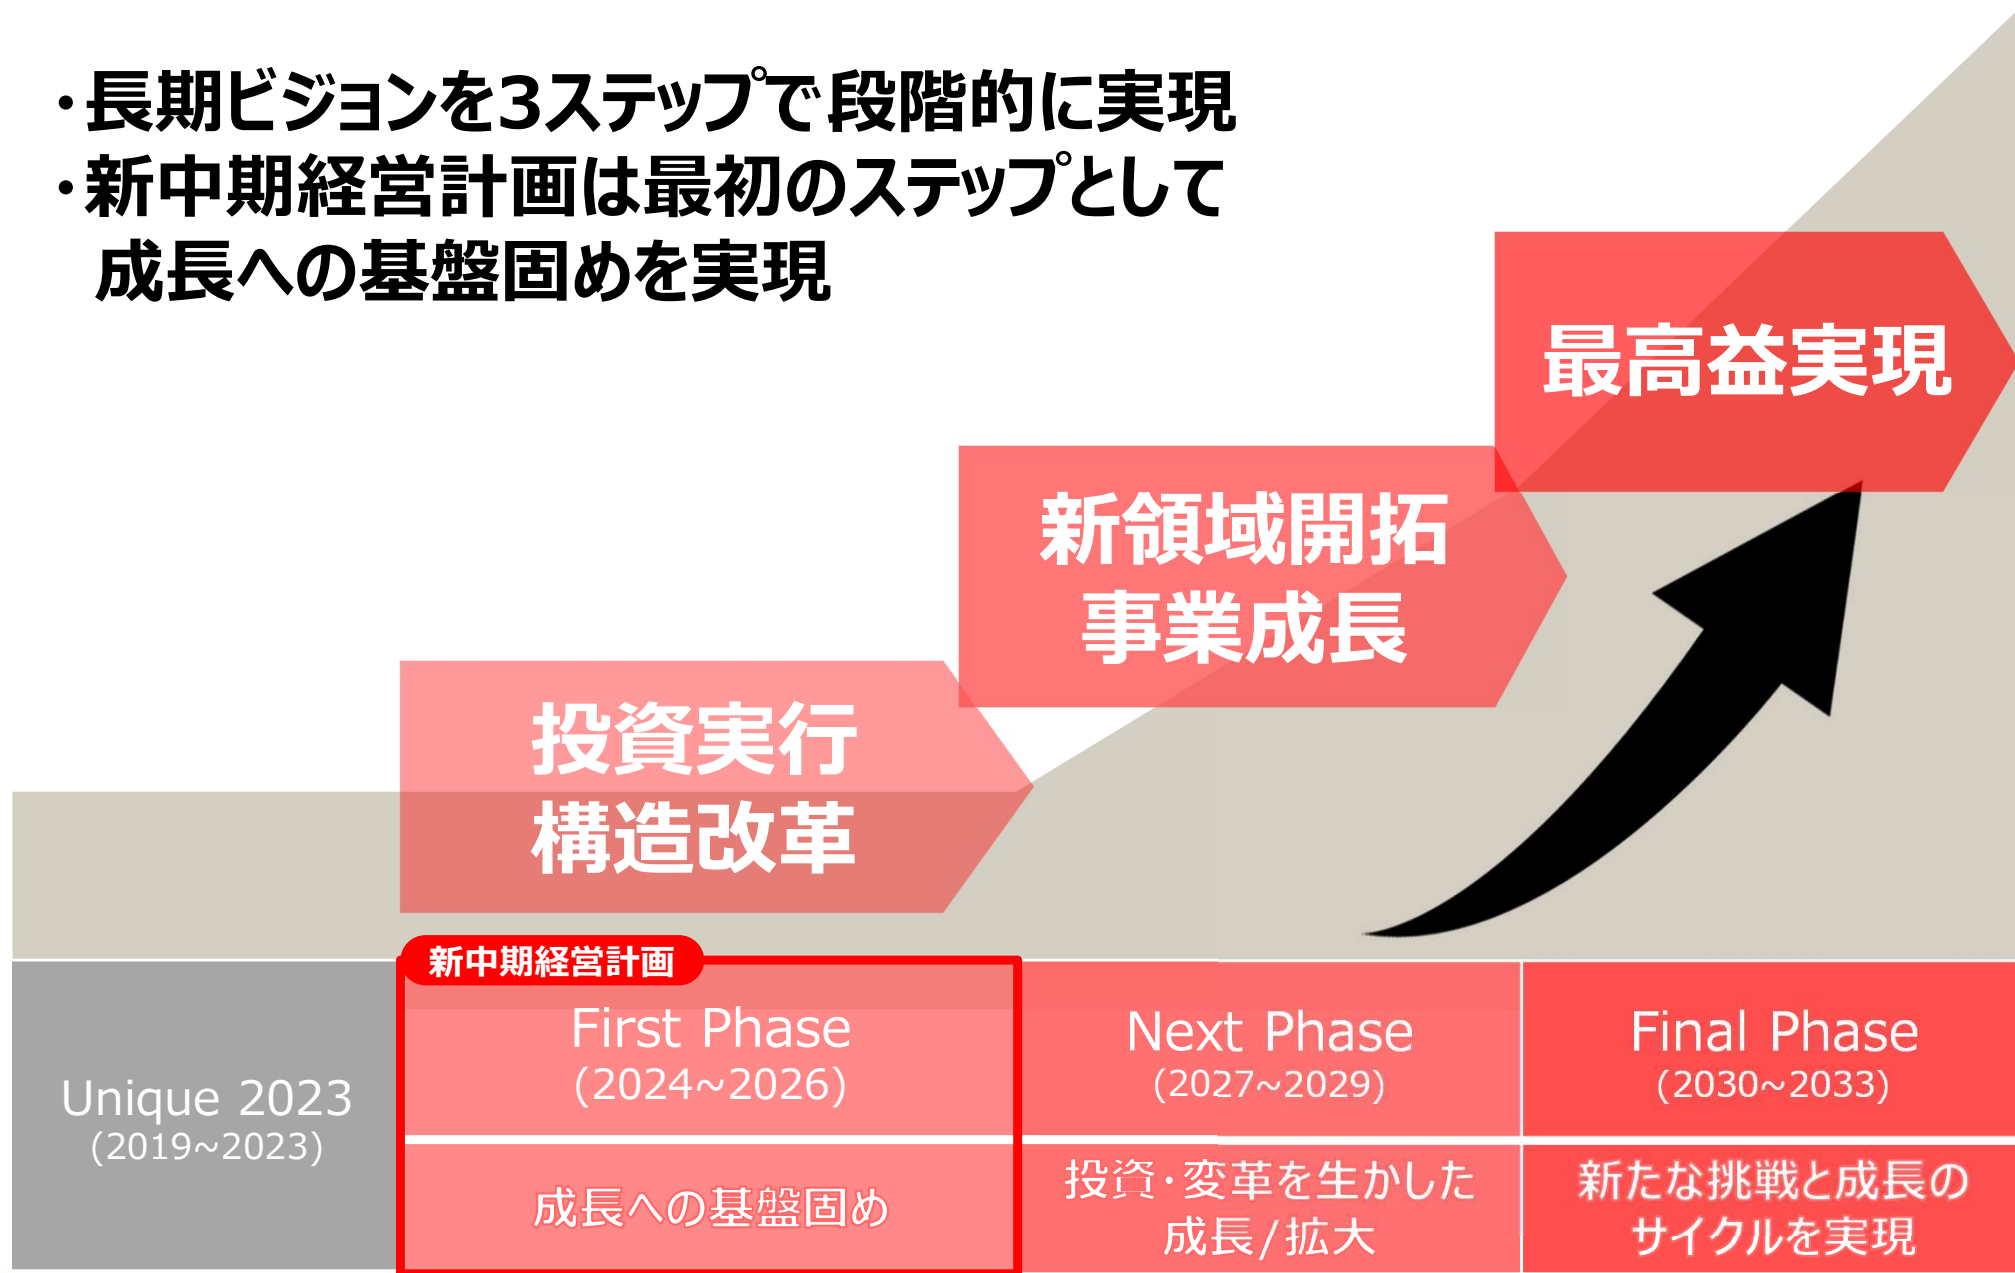 ・長期ビジョンを3ステップで段階的に実現
・新中期経営計画は最初のステップとして
成長への基盤固めを実現
最高益実現
新領域開拓
事業成長
投資実行
構造改革
新中期経営計画
Unique 2023
(2019~2023)
First Phase
(2024~2026)
成長への基盤固め
Next Phase
(2027~2029)
投資・変革を生かした
成長/拡大
Final Phase
(2030~2033)
新たな挑戦と成長の
サイクルを実現